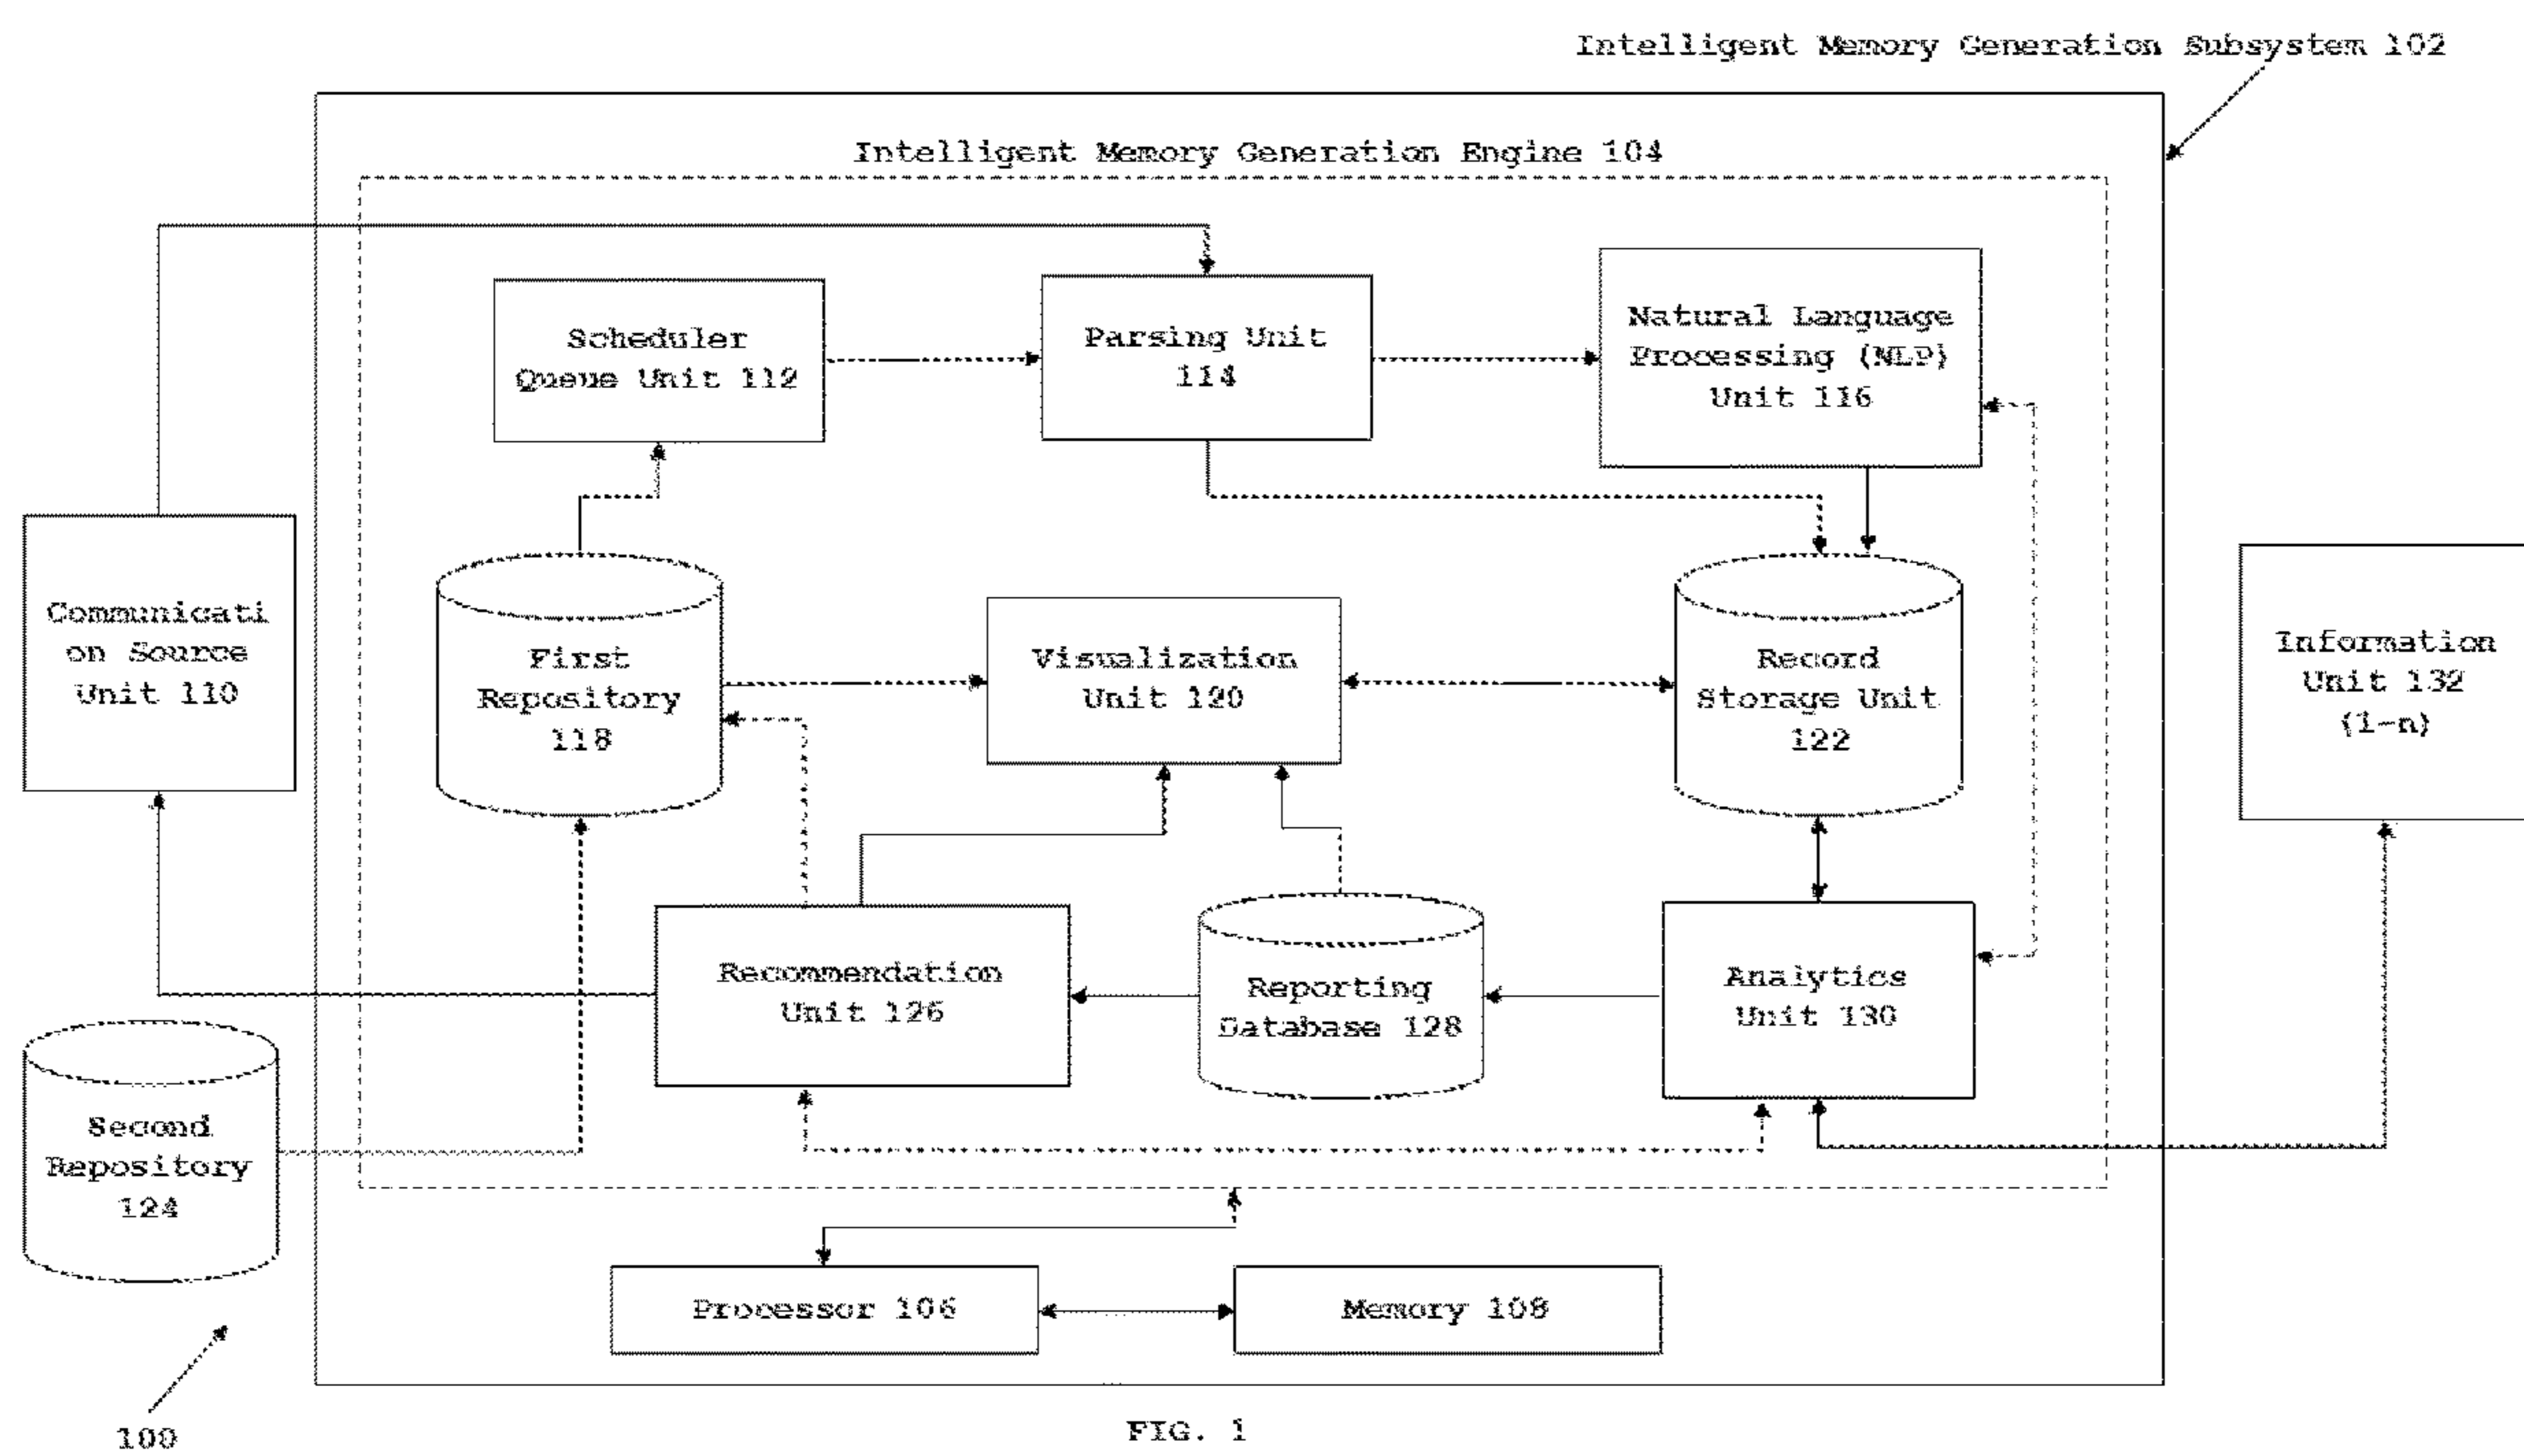 Intelligent Memory Generation Subsystem 102
Intelligent Memory Generation Engine 104
Scheduler
Queue Unit 112
Parsing Unit
114
Natural Language
Processing (NLP)
Unit 116
Communicati
on Source
Unit 110
First
Repository
118
Visualization
Unit 120
Record
Storage Unit
122
Information
Unit 132
(1-n)
Recommendation
Unit 126
Reporting
Database 128
Analytics
Unit 130
Second
Repository
124
Processor 106
Memory 108
100
FIG. 1